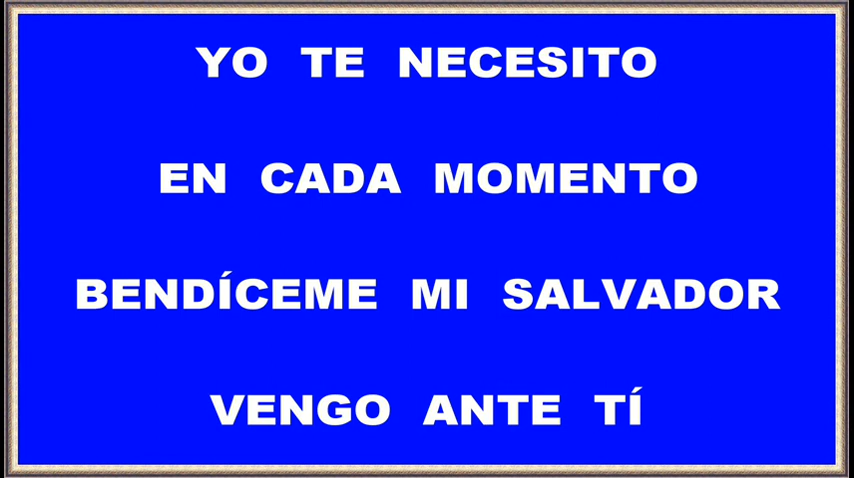 YO TE NECESITO
EN CADA MOMENTO
BENDÍCEME MI SALVADOR
VENGO ANTE TÍ